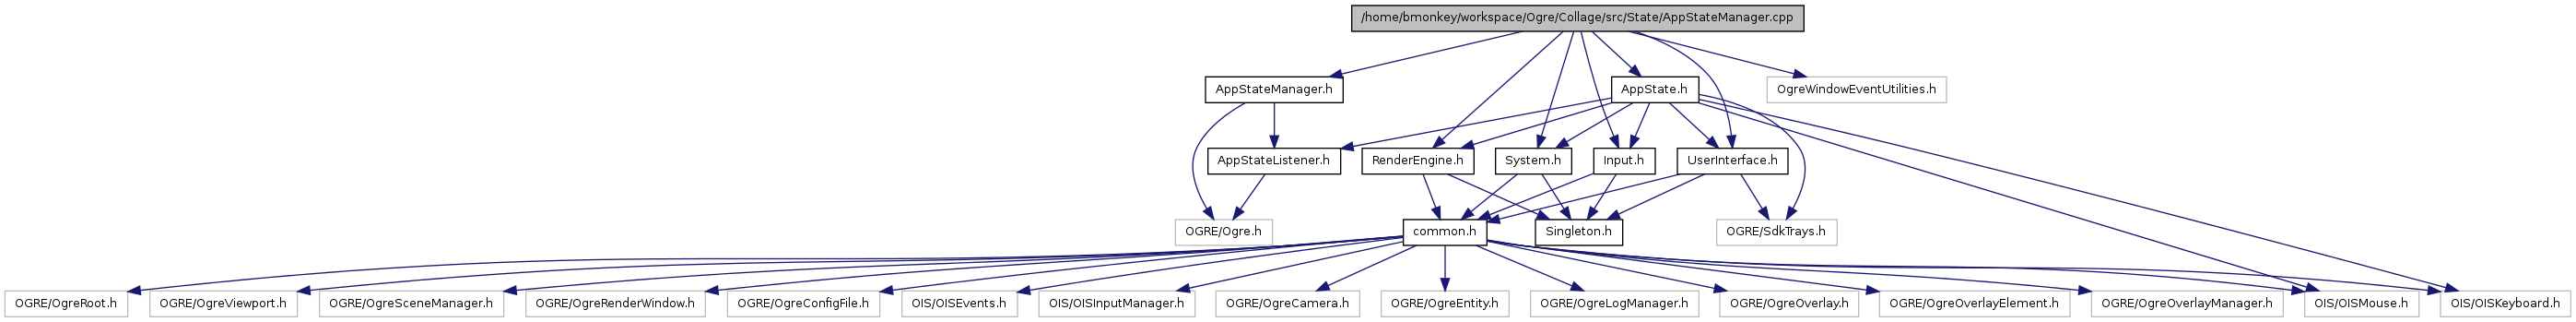 /home/bmonkey/workspace/Ogre/Collage/src/State/AppStateManager.cpp
AppStateManager.h
AppState.h
OgreWindowEventUtilities.h
AppStateListener.h
RenderEngine.h
System.h
Input.h
UserInterface.h
OGRE/Ogre.h
common.h
Singleton.h
OGRE/SdkTrays.h
OGRE/OgreRoot.h
OGRE/OgreViewport.h
OGRE/OgreSceneManager.h
OGRE/OgreRenderWindow.h
OGRE/OgreConfigFile.h
OIS/OISEvents.h
OIS/OISInputManager.h
OGRE/OgreCamera.h
OGRE/OgreEntity.h
OGRE/OgreLogManager.h
OGRE/OgreOverlay.h
OGRE/OgreOverlayElement.h
OGRE/OgreOverlayManager.h
OIS/OISMouse.h
OIS/OISKeyboard.h